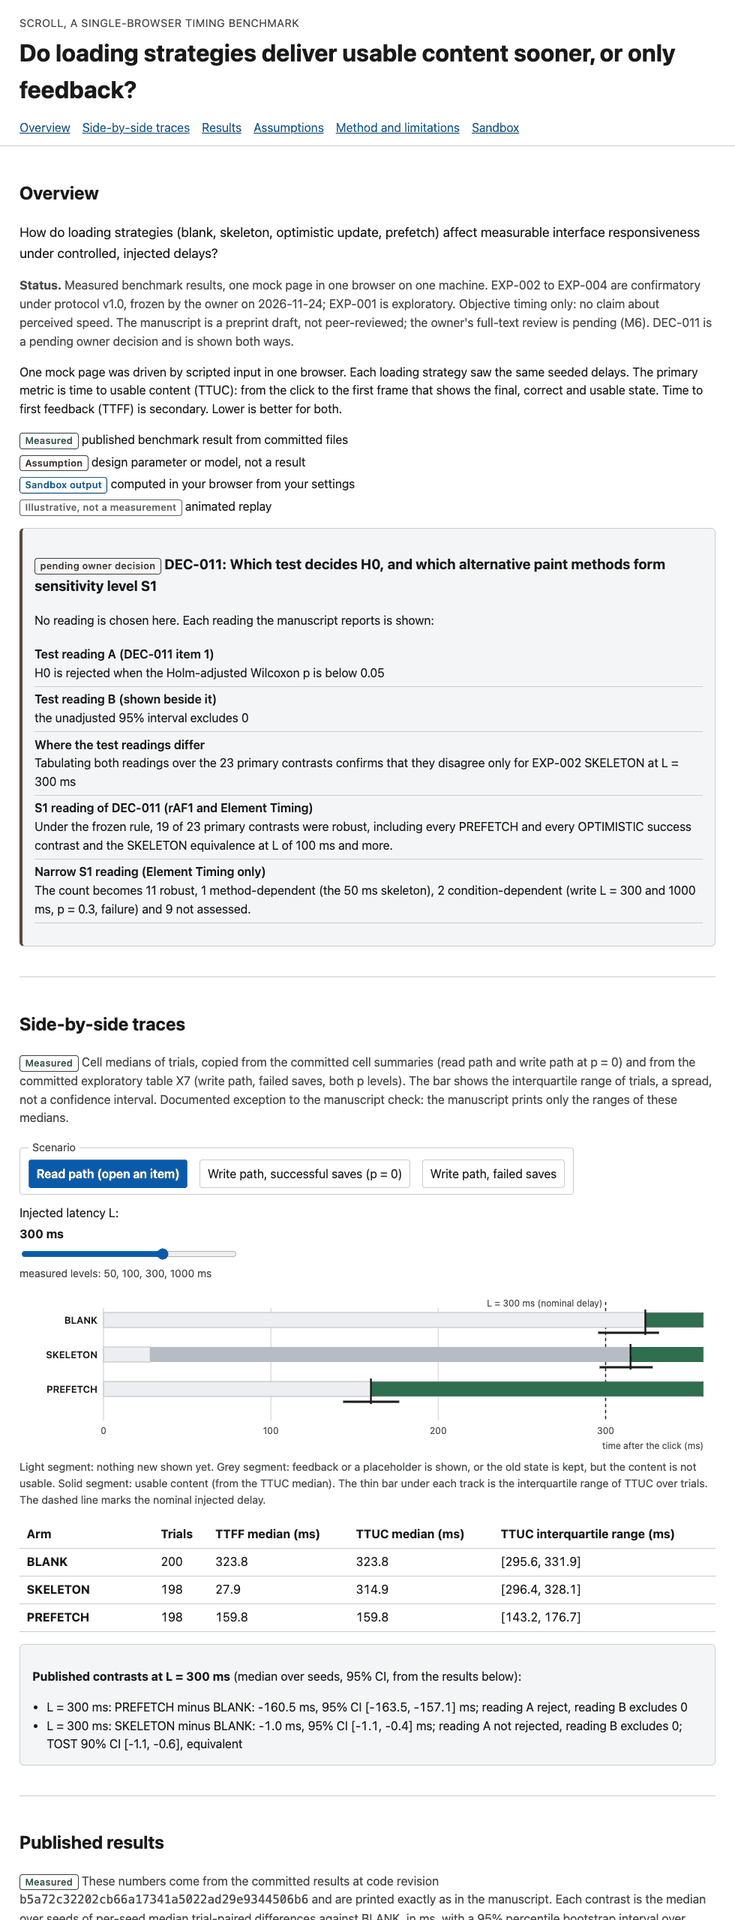 SCROLL, A SINGLE-BROWSER TIMING BENCHMARK
Do loading strategies deliver usable content sooner, or only
feedback?
Overview Side-by-side traces Results Assumptions Method and limitations Sandbox
Overview
How do loading strategies (blank, skeleton, optimistic update, prefetch) affect measurable interface responsiveness
under controlled, injected delays?
Status. Measured benchmark results, one mock page in one browser on one machine. EXP-002 to EXP-004 are confirmatory
under protocol v1.0, frozen by the owner on 2026-11-24; EXP-001 is exploratory. Objective timing only: no claim about
perceived speed. The manuscript is a preprint draft, not peer-reviewed; the owner's full-text review is pending (M6). DEC-011 is
a pending owner decision and is shown both ways.
One mock page was driven by scripted input in one browser. Each loading strategy saw the same seeded delays. The primary
metric is time to usable content (TTUC): from the click to the first frame that shows the final, correct and usable state. Time to
first feedback (TTFF) is secondary. Lower is better for both.
Measured published benchmark result from committed files
Assumption design parameter or model, not a result
Sandbox output computed in your browser from your settings
Illustrative, not a measurement animated replay
pending owner decision DEC-011: Which test decides H0, and which alternative paint methods form
sensitivity level S1
No reading is chosen here. Each reading the manuscript reports is shown:
Test reading A (DEC-011 item 1)
H0 is rejected when the Holm-adjusted Wilcoxon p is below 0.05
Test reading B (shown beside it)
the unadjusted 95% interval excludes 0
Where the test readings differ
Tabulating both readings over the 23 primary contrasts confirms that they disagree only for EXP-002 SKELETON at L =
300 ms
S1 reading of DEC-011 (rAF1 and Element Timing)
Under the frozen rule, 19 of 23 primary contrasts were robust, including every PREFETCH and every OPTIMISTIC success
contrast and the SKELETON equivalence at L of 100 ms and more.
Narrow S1 reading (Element Timing only)
The count becomes 11 robust, 1 method-dependent (the 50 ms skeleton), 2 condition-dependent (write L = 300 and 1000
ms, p = 0.3, failure) and 9 not assessed.
Side-by-side traces
Measured Cell medians of trials, copied from the committed cell summaries (read path and write path at p = 0) and from the
committed exploratory table X7 (write path, failed saves, both p levels). The bar shows the interquartile range of trials, a spread,
not a confidence interval. Documented exception to the manuscript check: the manuscript prints only the ranges of these
medians.
Scenario
Read path (open an item) Write path, successful saves (p = 0) Write path, failed saves
Injected latency L:
300 ms
measured levels: 50, 100, 300, 1000 ms
L = 300 ms (nominal delay)
BLANK
SKELETON
PREFETCH
0 100 200 300
time after the click (ms)
Light segment: nothing new shown yet. Grey segment: feedback or a placeholder is shown, or the old state is kept, but the content is not
usable. Solid segment: usable content (from the TTUC median). The thin bar under each track is the interquartile range of TTUC over trials.
The dashed line marks the nominal injected delay.
Arm Trials TTFF median (ms) TTUC median (ms) TTUC interquartile range (ms)
BLANK 200 323.8 323.8 [295.6, 331.9]
SKELETON 198 27.9 314.9 [296.4, 328.1]
PREFETCH 198 159.8 159.8 [143.2, 176.7]
Published contrasts at L = 300 ms (median over seeds, 95% CI, from the results below):
• L = 300 ms: PREFETCH minus BLANK: -160.5 ms, 95% CI [-163.5, -157.1] ms; reading A reject, reading B excludes 0
• L = 300 ms: SKELETON minus BLANK: -1.0 ms, 95% CI [-1.1, -0.4] ms; reading A not rejected, reading B excludes 0;
TOST 90% CI [-1.1, -0.6], equivalent
Published results
Measured These numbers come from the committed results at code revision
b5a72c32202cb66a17341a5022ad29e9344506b6 and are printed exactly as in the manuscript. Each contrast is the median
over seeds of per-seed median trial-paired differences against BLANK, in ms, with a 95% percentile bootstrap interval over